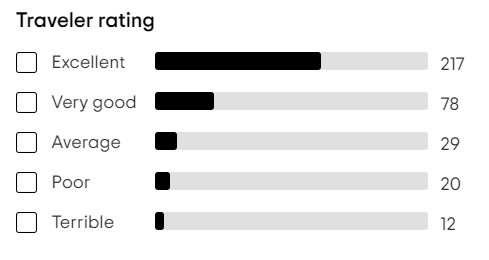 Traveler rating
Excellent 217
Very good 78
Average 29
Poor 20
Terrible 12